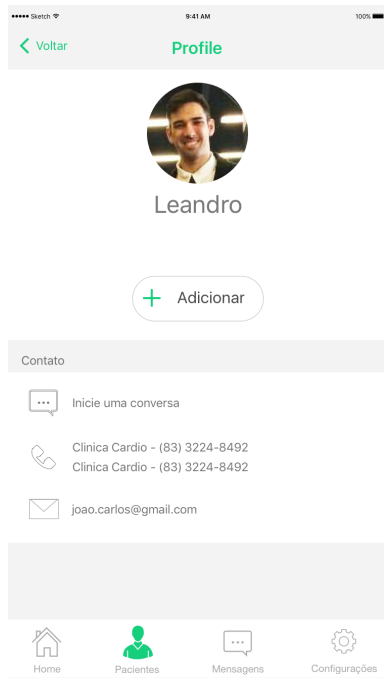 Sketch
9:41 AM
100%
Voltar
Profile
Leandro
Adicionar
Contato
Inicie uma conversa
Clinica Cardio - (83) 3224-8492
Clinica Cardio - (83) 3224-8492
joao.carlos@gmail.com
Home
Pacientes
Mensagens
Configurações